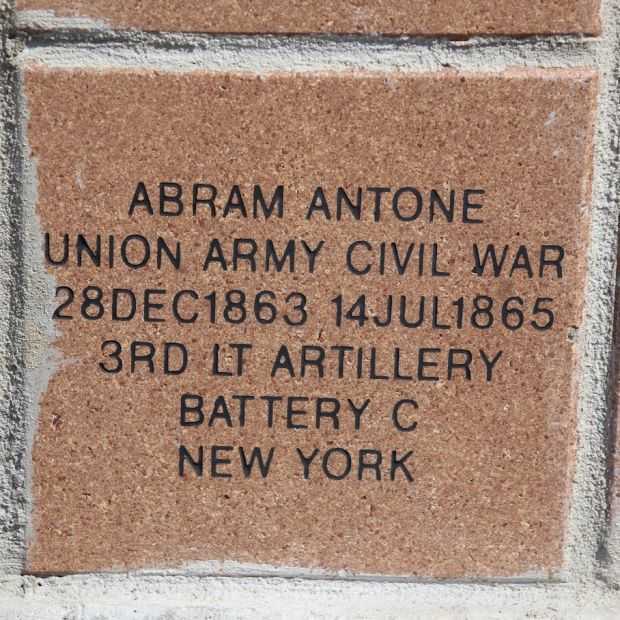 ABRAM ANTONE
UNION ARMY CIVIL WAR
28DEC1863 14JUL1865
3RD LT ARTILLERY
BATTERY C
NEW YORK